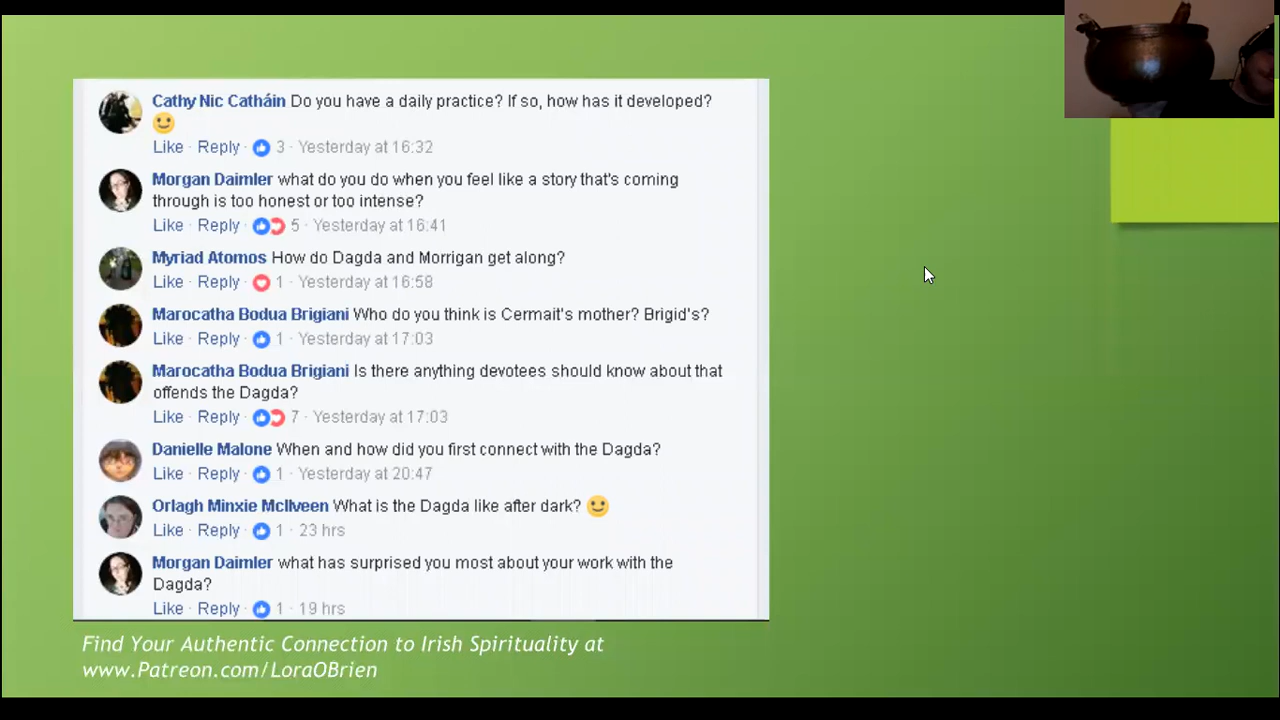 Cathy Nic Catháin Do you have a daily practice? If so, how has it developed?
Like · Reply · 3 · Yesterday at 16:32
Morgan Daimler what do you do when you feel like a story that's coming
through is too honest or too intense?
Like · Reply · 5 · Yesterday at 16:41
Myriad Atomos How do Dagda and Morrigan get along?
Like · Reply · 1 · Yesterday at 16:58
Marocatha Bodua Brigiani Who do you think is Cermait's mother? Brigid's?
Like · Reply · 1 · Yesterday at 17:03
Marocatha Bodua Brigiani Is there anything devotees should know about that
offends the Dagda?
Like · Reply · 7 · Yesterday at 17:03
Danielle Malone When and how did you first connect with the Dagda?
Like · Reply · 1 · Yesterday at 20:47
Orlagh Minxie McIlveen What is the Dagda like after dark?
Like · Reply · 1 · 23 hrs
Morgan Daimler what has surprised you most about your work with the
Dagda?
Like · Reply · 1 · 19 hrs
Find Your Authentic Connection to Irish Spirituality at
www.Patreon.com/LoraOBrien